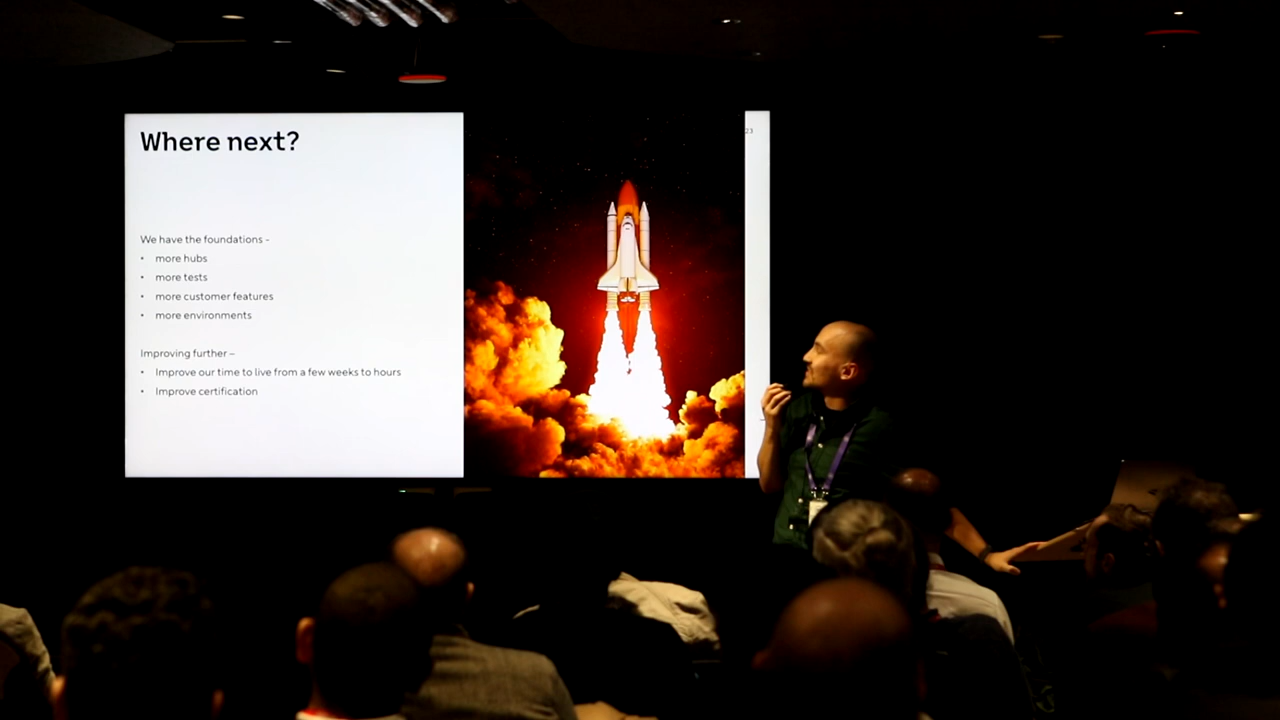 Where next?
23
We have the foundations -
• more hubs
• more tests
• more customer features
• more environments
Improving further –
• Improve our time to live from a few weeks to hours
• Improve certification